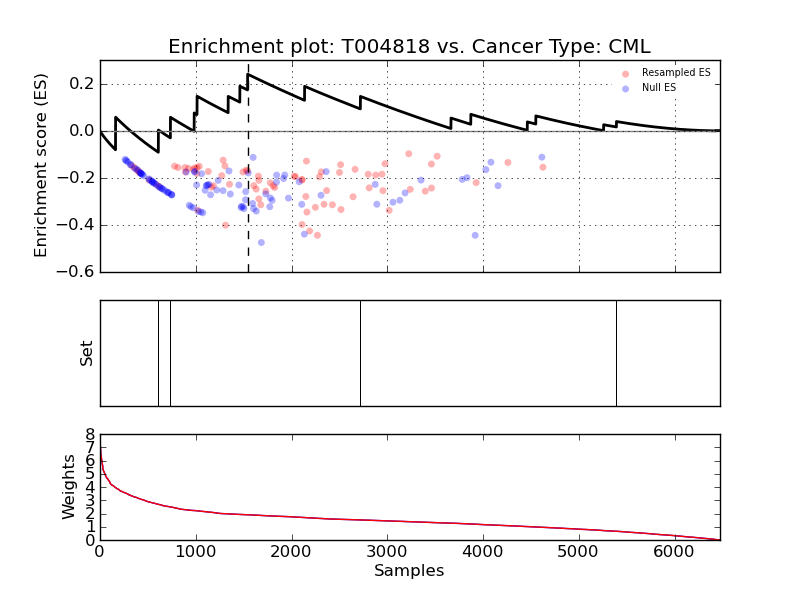 Enrichment plot: T004818 vs. Cancer Type: CML
Enrichment score (ES)
0.2
0.0
−0.2
−0.4
−0.6
Resampled ES
Null ES
Set
Weights
8
7
6
5
4
3
2
1
0
0 1000 2000 3000 4000 5000 6000
Samples